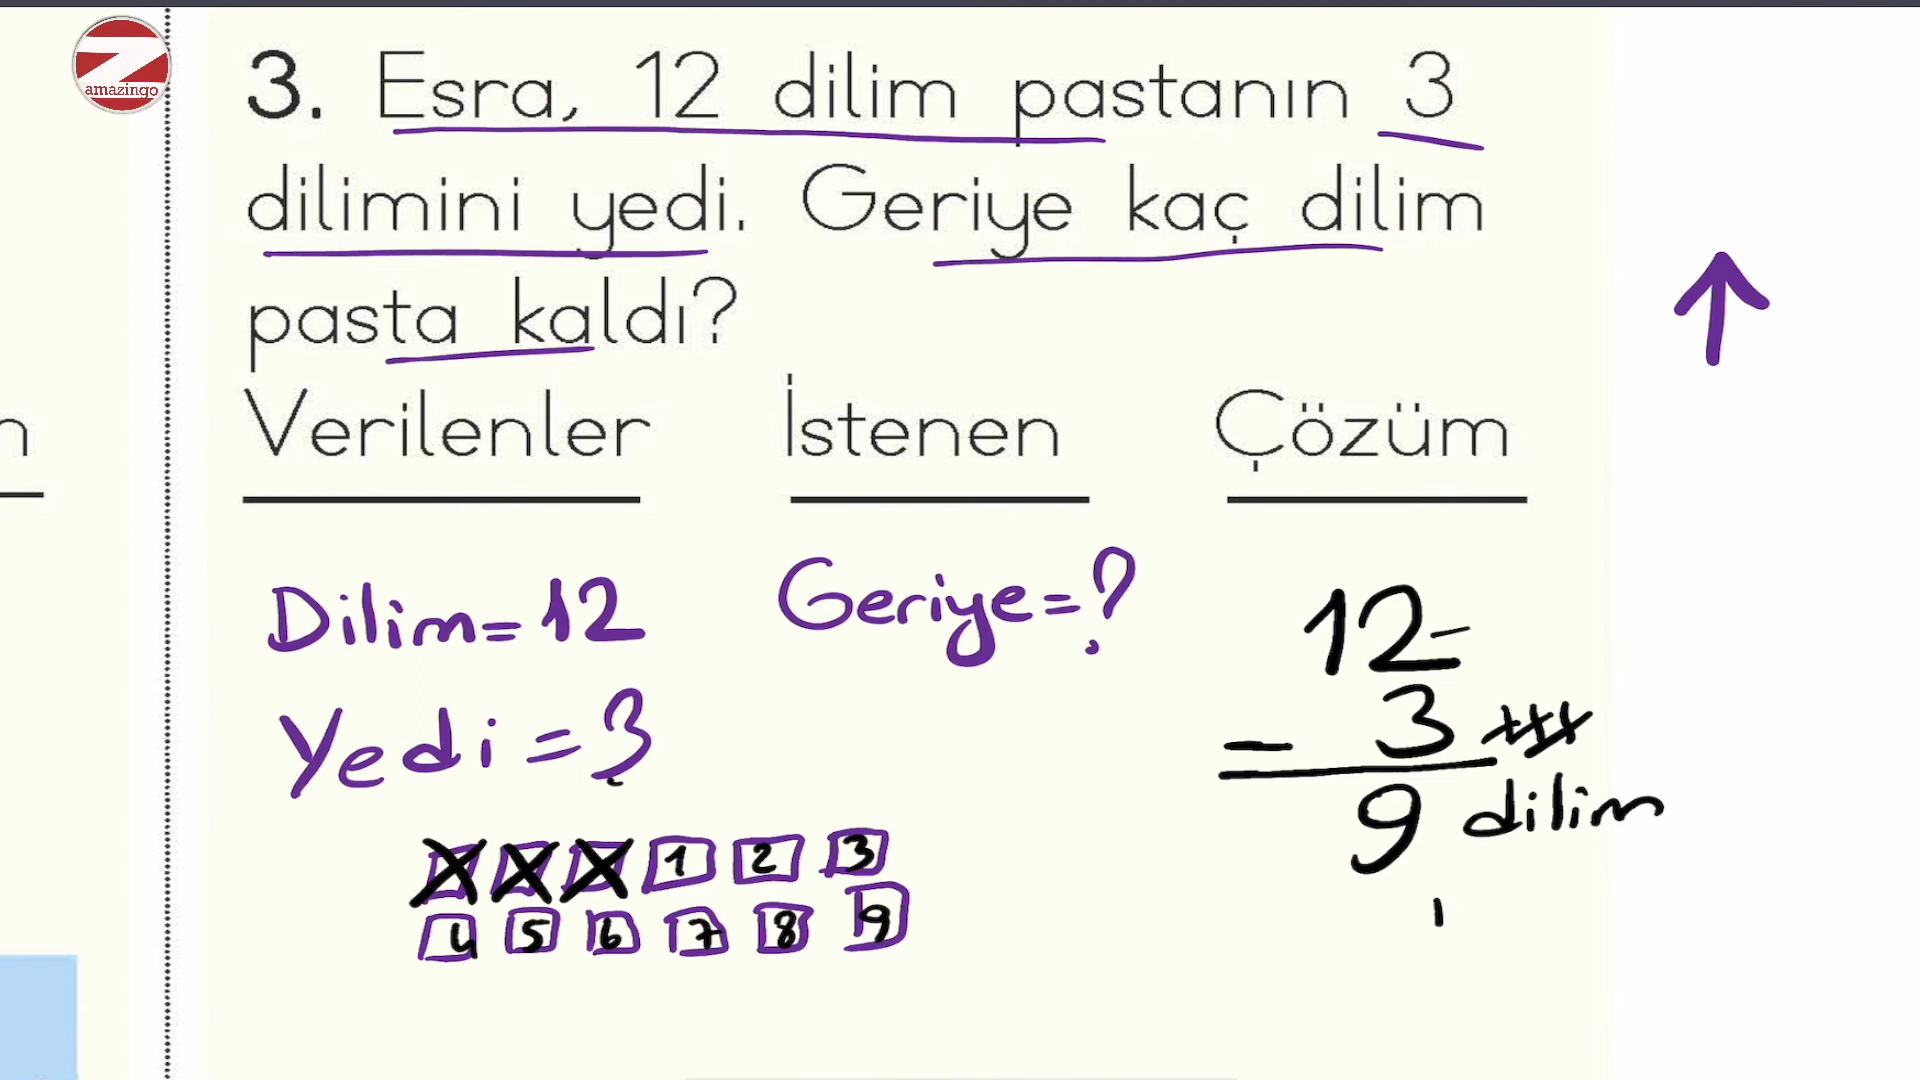 amazingo
3. Esra, 12 dilim pastanın 3
dilimini yedi. Geriye kaç dilim
pasta kaldı?
Verilenler İstenen Çözüm
n
Dilim=12 Geriye=?
Yedi=3
12-
- 3
9 dilim
1 2 3
4 5 6 7 8 9